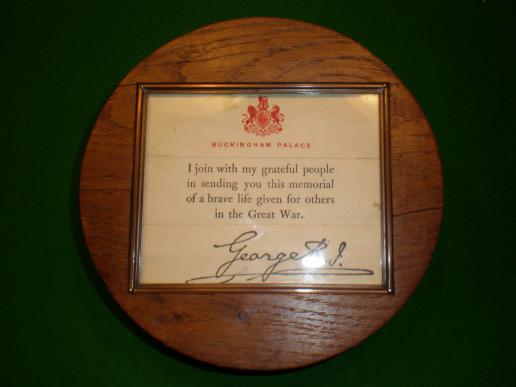 BUCKINGHAM PALACE.
I join with my grateful people
in sending you this memorial
of a brave life given for others
in the Great War.
George R.I.